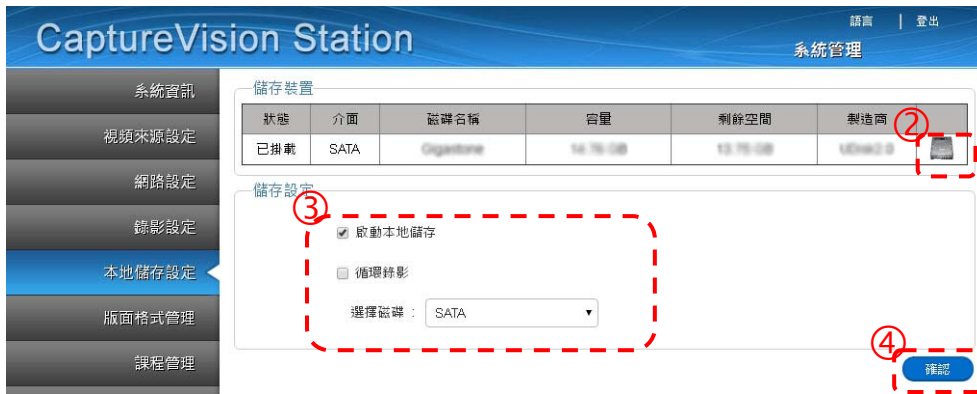 CaptureVision Station
語言 | 登出
系統管理
系統資訊
視頻來源設定
網路設定
錄影設定
本地儲存設定
版面格式管理
課程管理
儲存裝置
狀態 介面 磁碟名稱 容量 剩餘空間 製造商
已掛載 SATA
②
儲存設定
③
啟動本地儲存
循環錄影
選擇磁碟 : SATA
④
確認